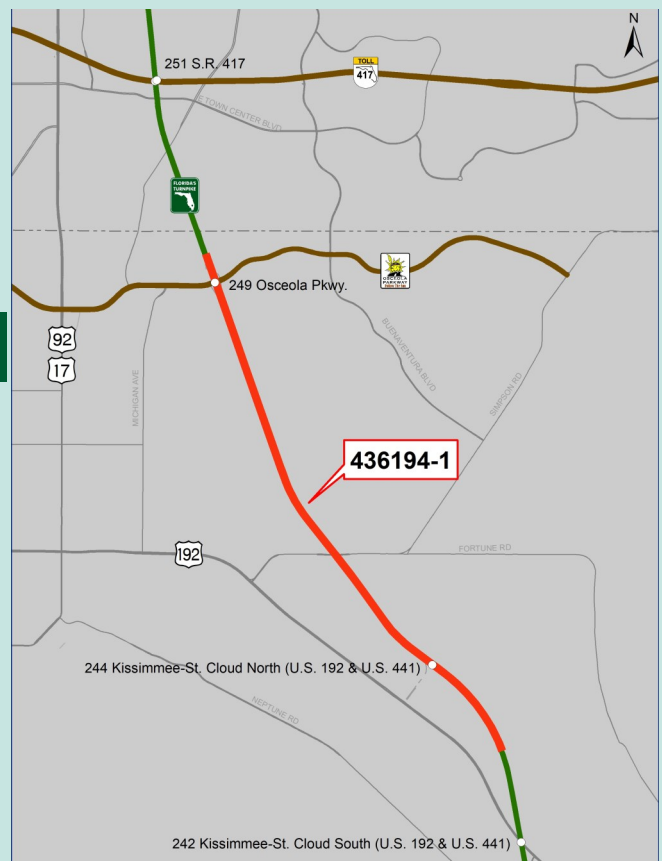 N
251 S.R. 417
TOLL
417
E TOWN CENTER BLVD
FLORIDA'S
TURNPIKE
OSCEOLA
PARKWAY
249 Osceola Pkwy.
92
17
MICHIGAN AVE
BUENAVENTURA BLVD
SIMPSON RD
436194-1
192
FORTUNE RD
244 Kissimmee-St. Cloud North (U.S. 192 & U.S. 441)
NEPTUNE RD
242 Kissimmee-St. Cloud South (U.S. 192 & U.S. 441)